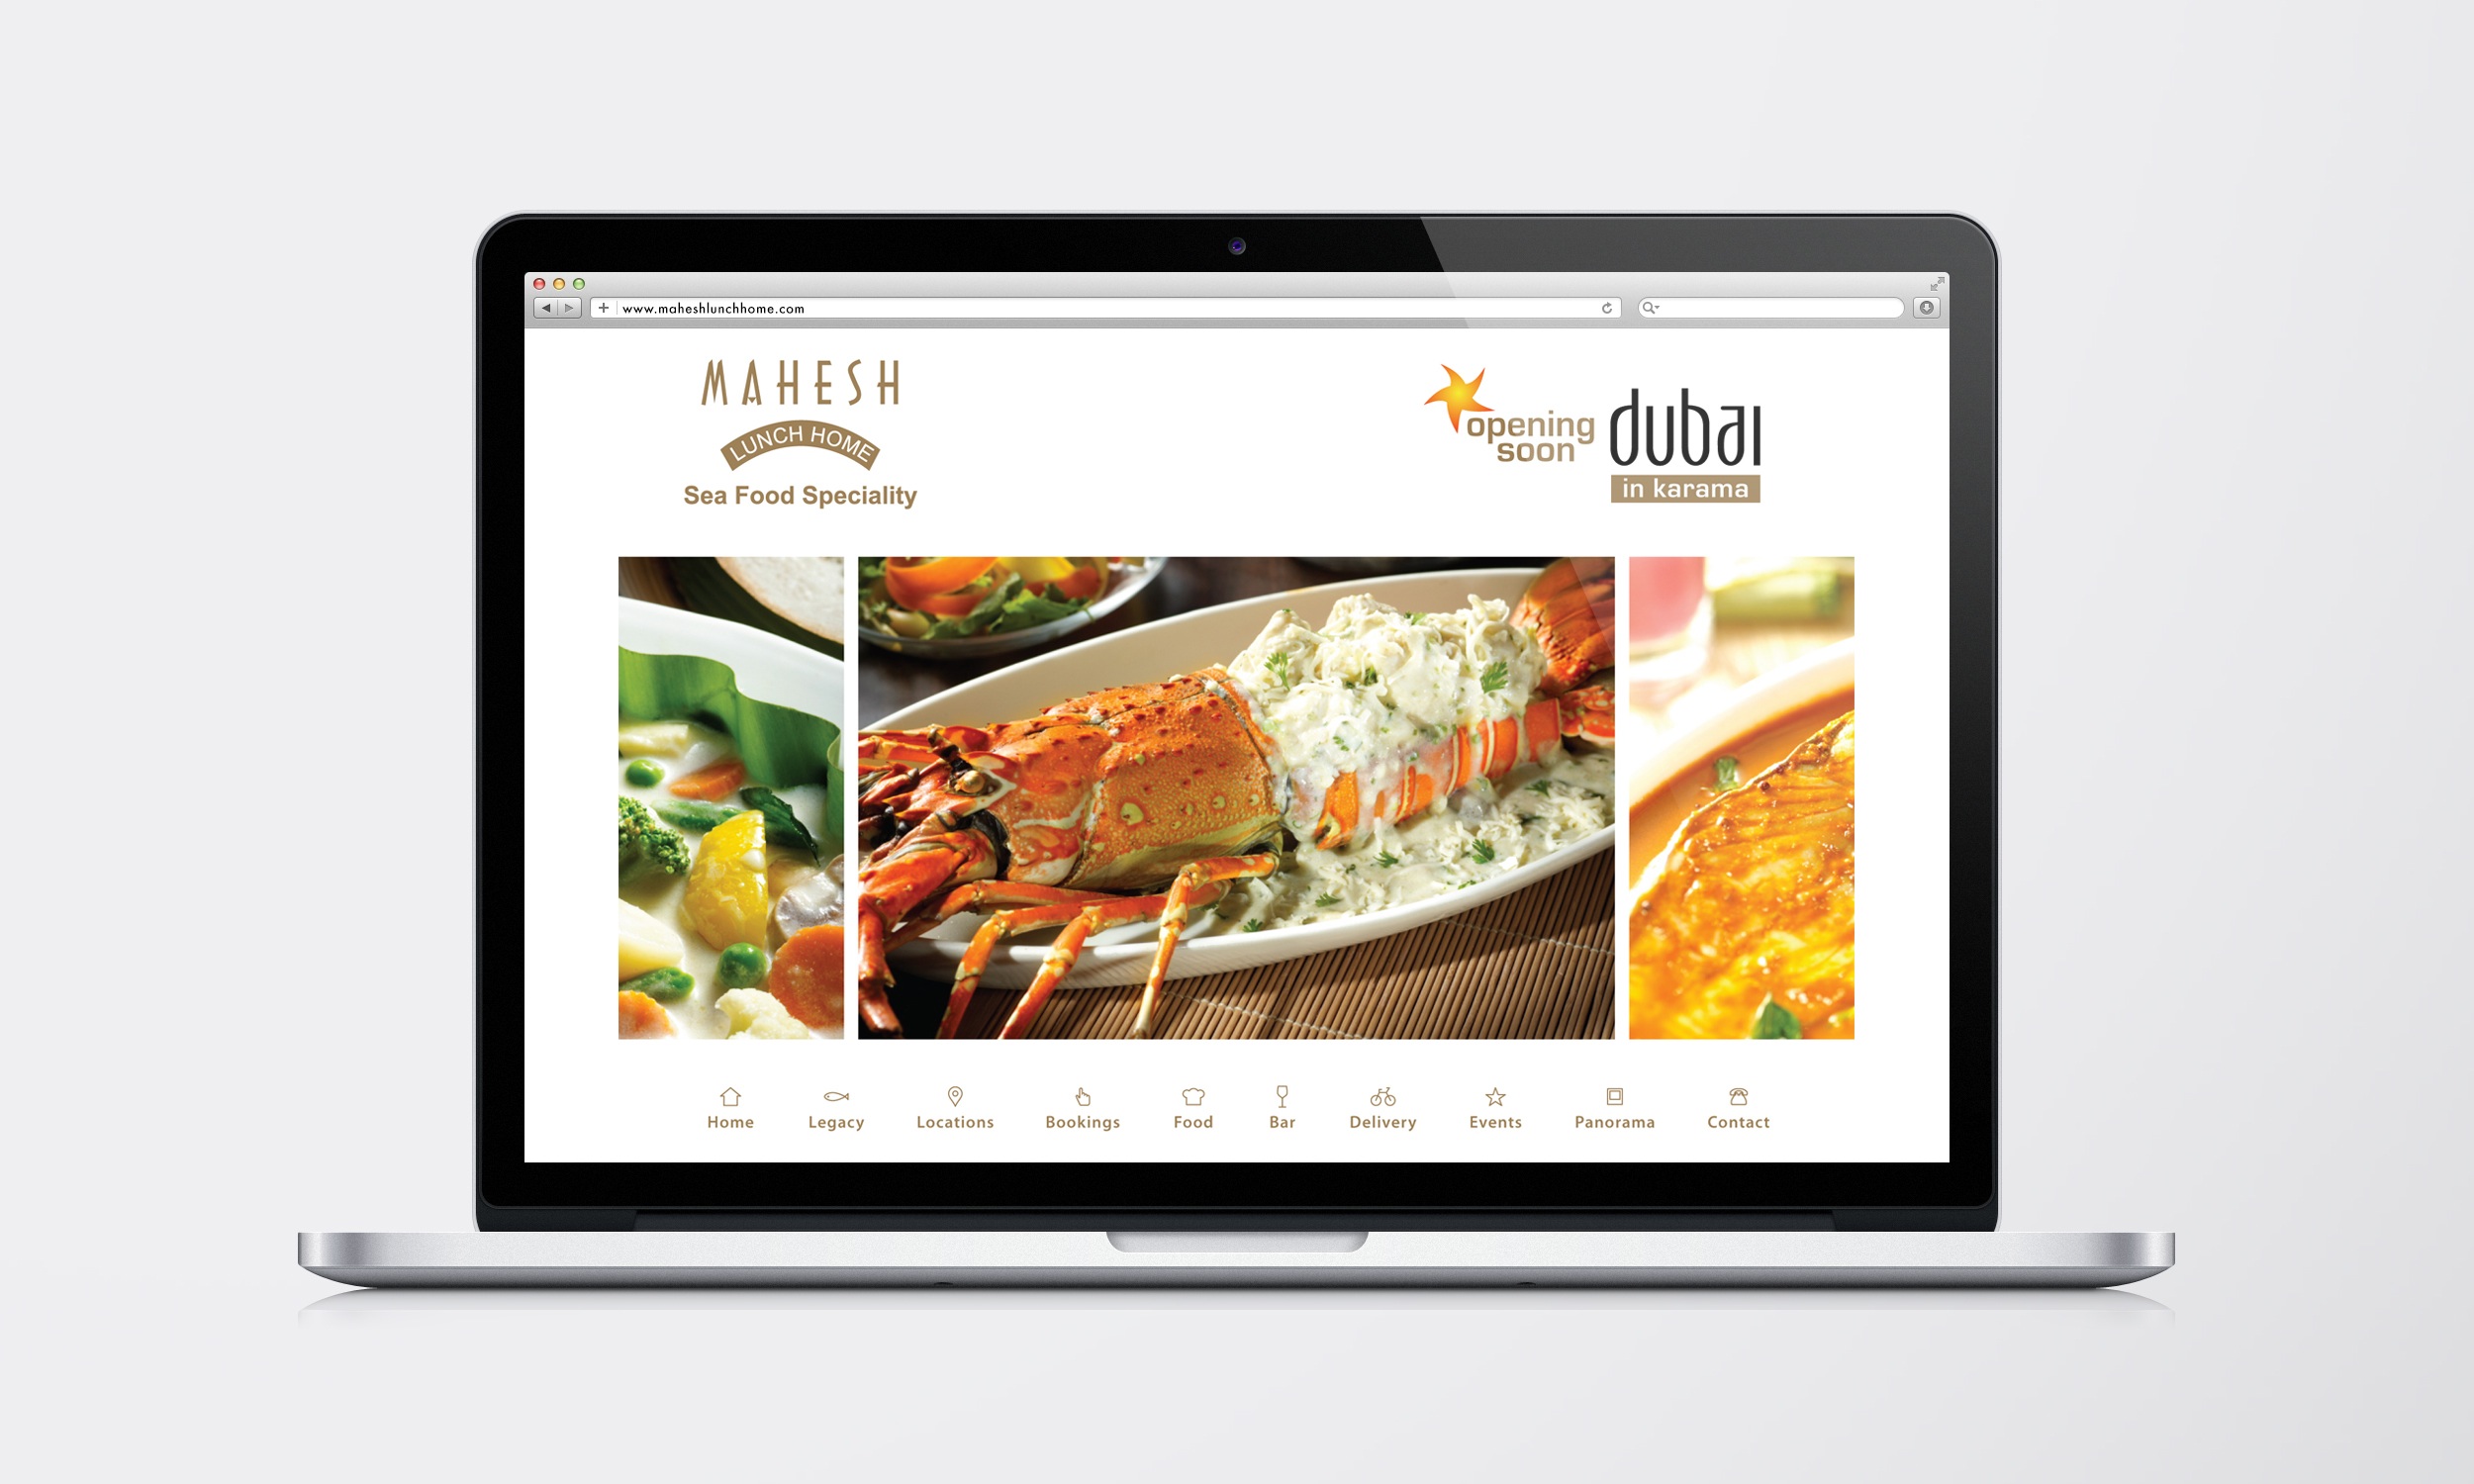 www.maheshlunchhome.com
MAHESH
LUNCH HOME
Sea Food Speciality
opening
soon
dubai
in karama
Home
Legacy
Locations
Bookings
Food
Bar
Delivery
Events
Panorama
Contact